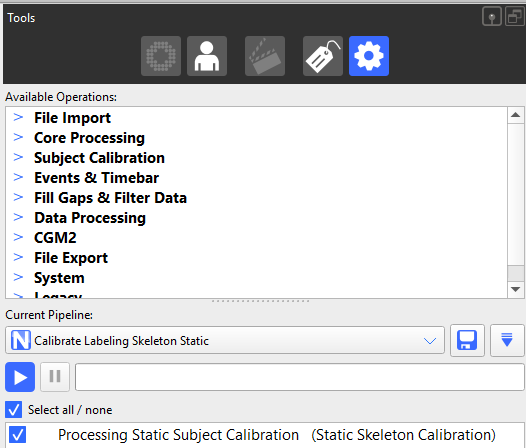 Tools
Available Operations:
> File Import
> Core Processing
> Subject Calibration
> Events & Timebar
> Fill Gaps & Filter Data
> Data Processing
> CGM2
> File Export
> System
> Legacy
Current Pipeline:
N Calibrate Labeling Skeleton Static
Select all / none
Processing Static Subject Calibration (Static Skeleton Calibration)